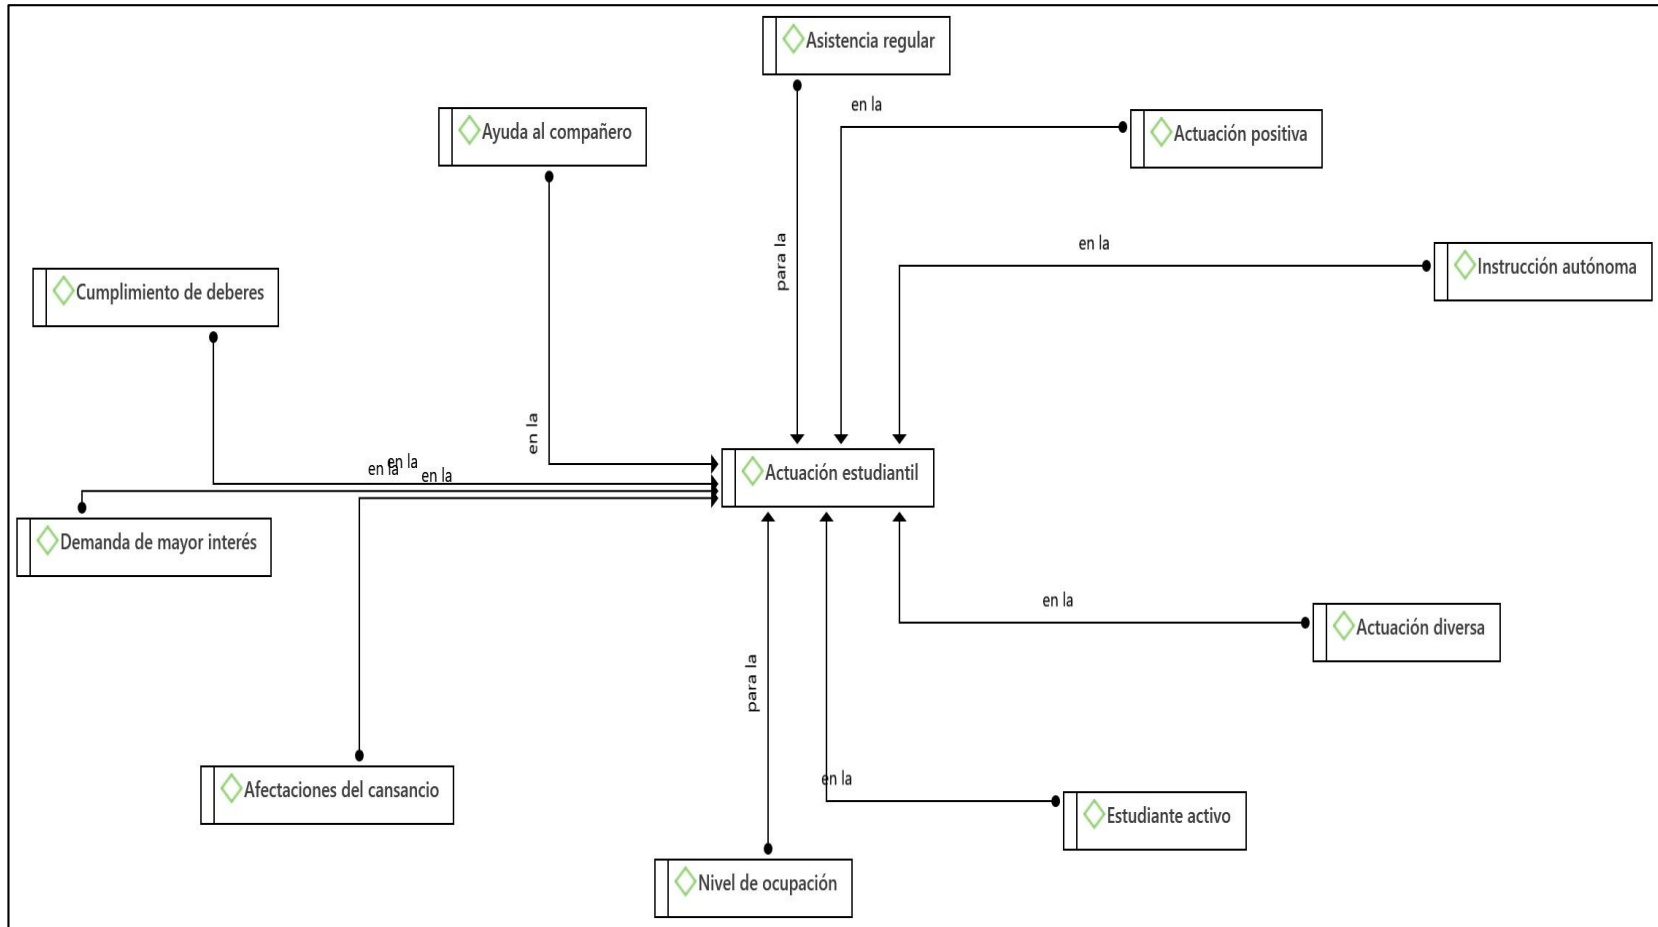 Asistencia regular
en la
Ayuda al compañero
Actuación positiva
para la
en la
Instrucción autónoma
Cumplimiento de deberes
en la
en la
en la
en la
Actuación estudiantil
Demanda de mayor interés
en la
Actuación diversa
para la
en la
Afectaciones del cansancio
Estudiante activo
Nivel de ocupación